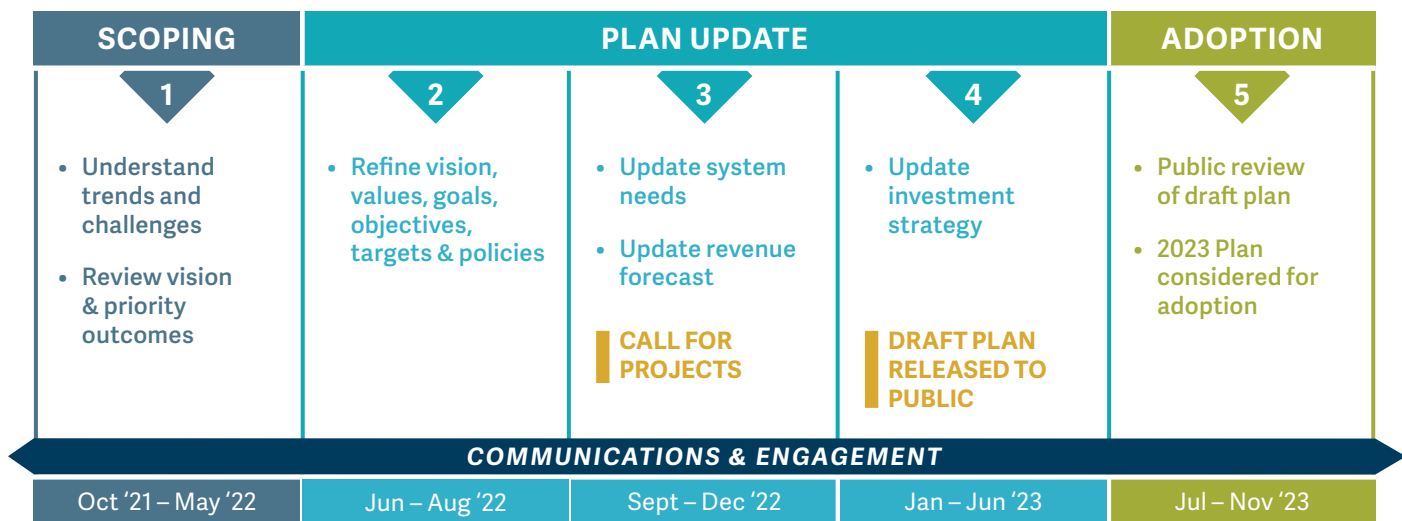 SCOPING
PLAN UPDATE
ADOPTION
1
• Understand
trends and
challenges
• Review vision
& priority
outcomes
2
• Refine vision,
values, goals,
objectives,
targets & policies
3
• Update system
needs
• Update revenue
forecast
CALL FOR
PROJECTS
4
• Update
investment
strategy
DRAFT PLAN
RELEASED TO
PUBLIC
5
• Public review
of draft plan
• 2023 Plan
considered for
adoption
COMMUNICATIONS & ENGAGEMENT
Oct ‘21 – May ‘22
Jun – Aug ‘22
Sept – Dec ‘22
Jan – Jun ‘23
Jul – Nov ‘23